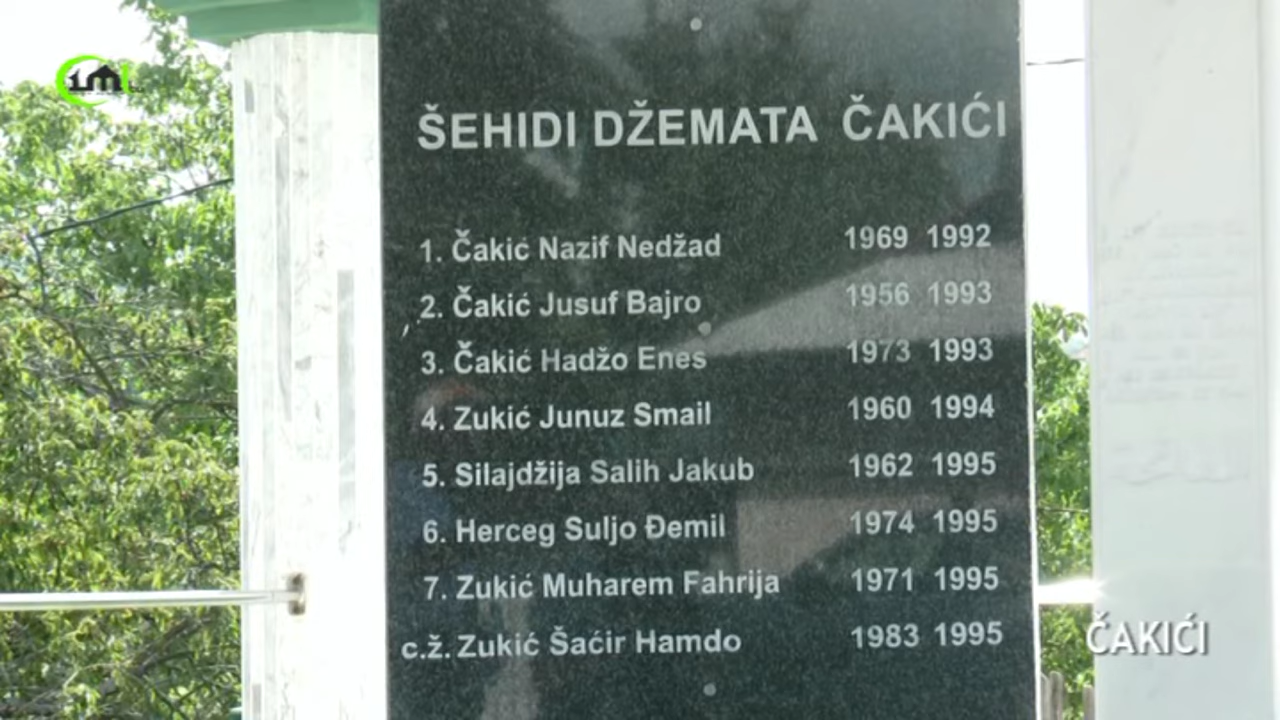 ŠEHIDI DŽEMATA ČAKIĆI
1. Čakić Nazif Nedžad 1969 1992
2. Čakić Jusuf Bajro 1956 1993
3. Čakić Hadžo Enes 1973 1993
4. Zukić Junuz Smail 1960 1994
5. Silajdžija Salih Jakub 1962 1995
6. Herceg Suljo Đemil 1974 1995
7. Zukić Muharem Fahrija 1971 1995
c.ž. Zukić Šaćir Hamdo 1983 1995
ČAKIĆI